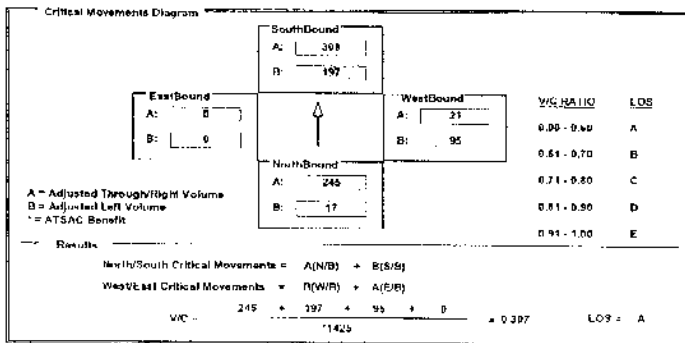 Critical Movements Diagram
SouthBound
A: 308
B: 197
EastBound
A: 0
B: 0
WestBound
A: 21
B: 95
NorthBound
A: 245
B: 17
V/C RATIO LOS
0.00 - 0.60 A
0.61 - 0.70 B
0.71 - 0.80 C
0.81 - 0.90 D
0.91 - 1.00 E
A = Adjusted Through/Right Volume
B = Adjusted Left Volume
* = ATSAC Benefit
Results
North/South Critical Movements = A(N/B) + B(S/B)
West/East Critical Movements = B(W/B) + A(E/B)
V/C = 245 + 197 + 95 + 0
*1425
= 0.307 LOS = A